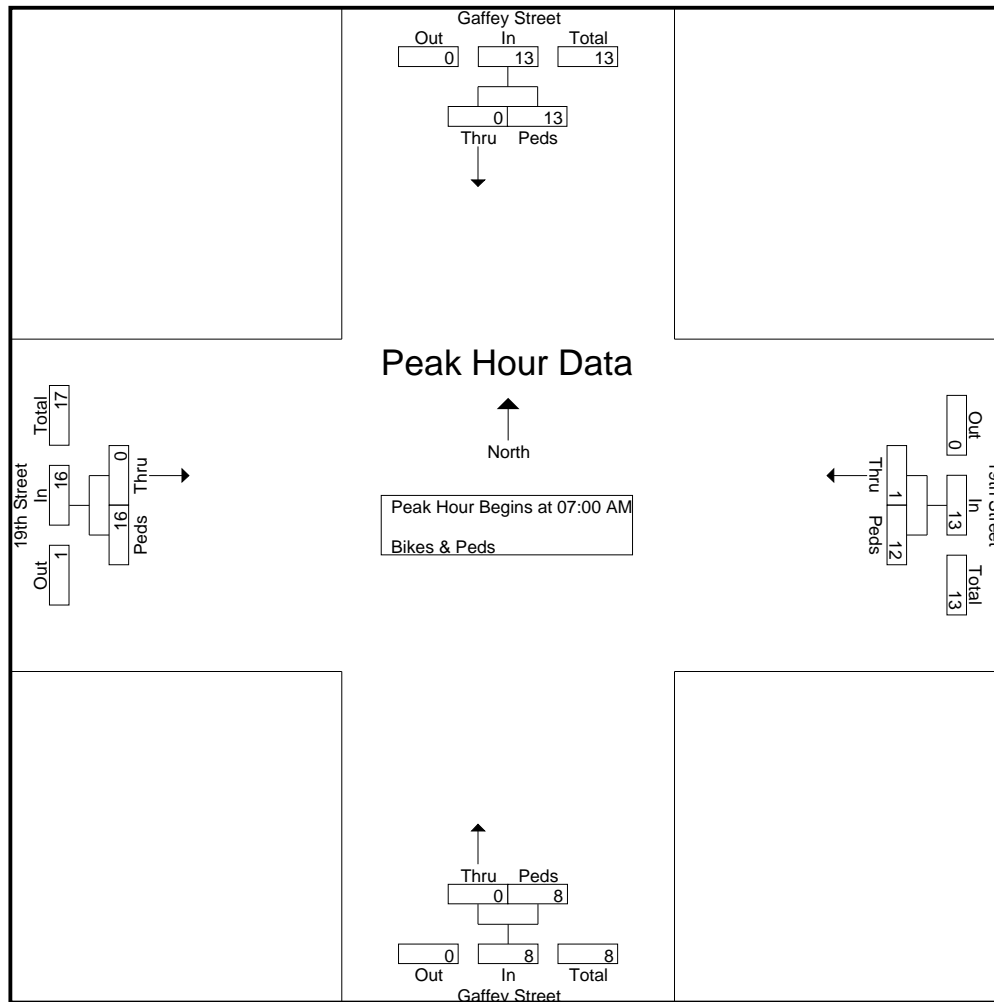 Gaffey Street
Out In Total
0 13 13
0 13
Thru Peds
Peak Hour Data
North
Peak Hour Begins at 07:00 AM
Bikes & Peds
19th Street
Total In Out
17 16 1
0 16
Thru Peds
Thru Peds
1 12
Out In Total
0 13 13
19th Street
Thru Peds
0 8
0 8 8
Out In Total
Gaffey Street